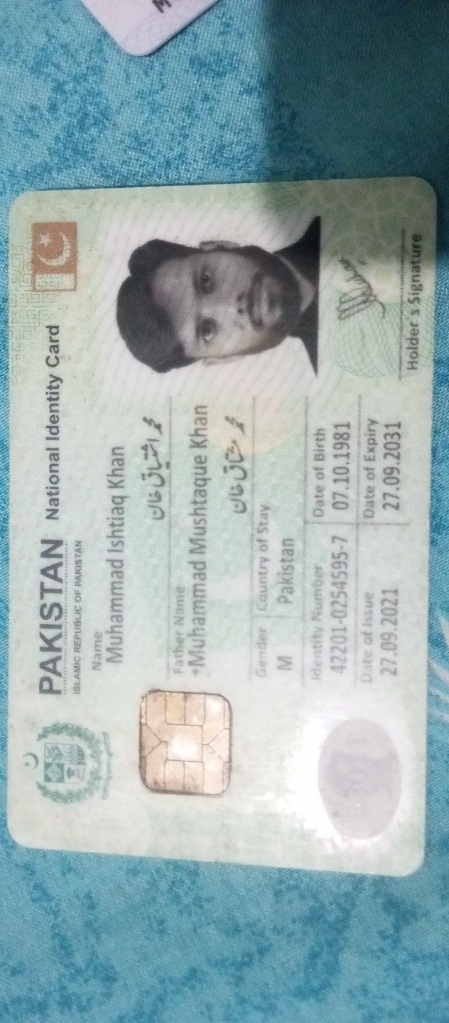 PAKISTAN National Identity Card
ISLAMIC REPUBLIC OF PAKISTAN
Name
Muhammad Ishtiaq Khan
محمد اشتیاق خان
Father Name
Muhammad Mushtaque Khan
محمد مشتاق خان
Gender Country of Stay
M Pakistan
Identity Number Date of Birth
42201-0254595-7 07.10.1981
Date of Issue Date of Expiry
27.09.2021 27.09.2031
Holder's Signature